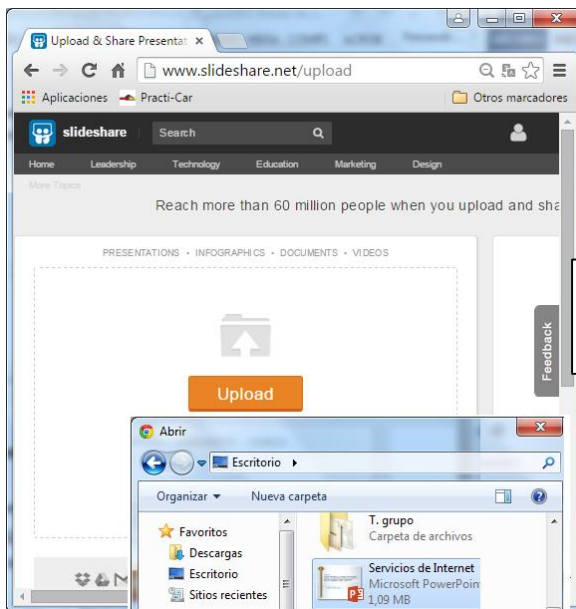 Upload & Share Presentat
www.slideshare.net/upload
Aplicaciones Practi-Car Otros marcadores
slideshare Search
Home Leadership Technology Education Marketing Design
More Topics
Reach more than 60 million people when you upload and sha
PRESENTATIONS • INFOGRAPHICS • DOCUMENTS • VIDEOS
Feedback
Upload
Abrir
Escritorio
Organizar Nueva carpeta
Favoritos
Descargas
Escritorio
Sitios recientes
T. grupo
Carpeta de archivos
Servicios de Internet
Microsoft PowerPoin
1,09 MB